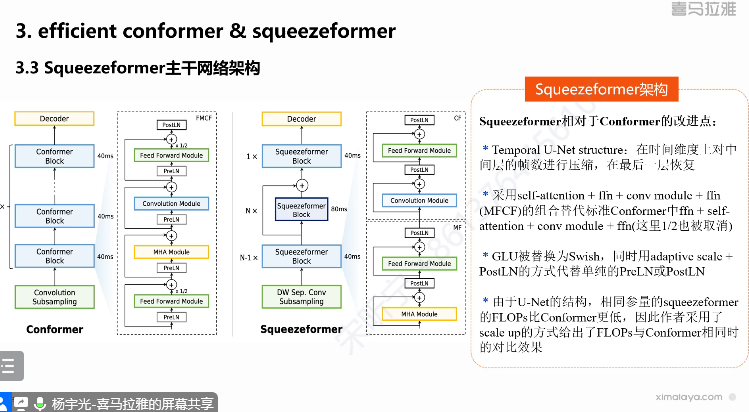 喜马拉雅
3. efficient conformer & squeezeformer
3.3 Squeezeformer主干网络架构
Decoder
Conformer
Block
40ms
Conformer
Block
40ms
Conformer
Block
40ms
Convolution
Subsampling
Conformer
FMCF
PostLN
x 1/2
Feed Forward Module
PreLN
Convolution Module
PreLN
MHA Module
PreLN
x 1/2
Feed Forward Module
PreLN
Decoder
1 ×
Squeezeformer
Block
40ms
N ×
Squeezeformer
Block
80ms
N-1 ×
Squeezeformer
Block
40ms
DW Sep. Conv
Subsampling
Squeezeformer
CF
PostLN
Feed Forward Module
PostLN
Convolution Module
MF
PostLN
Feed Forward Module
PostLN
MHA Module
Squeezeformer架构
Squeezeformer相对于Conformer的改进点：
* Temporal U-Net structure：在时间维度上对中
间层的帧数进行压缩，在最后一层恢复
* 采用self-attention + ffn + conv module + ffn
(MFCF)的组合替代标准Conformer中ffn + self-
attention + conv module + ffn(这里1/2也被取消)
* GLU被替换为Swish，同时用adaptive scale +
PostLN的方式代替单纯的PreLN或PostLN
* 由于U-Net的结构，相同参量的squeezeformer
的FLOPs比Conformer更低，因此作者采用了
scale up的方式给出了FLOPs与Conformer相同时
的对比效果
杨宇光-喜马拉雅的屏幕共享
ximalaya.com